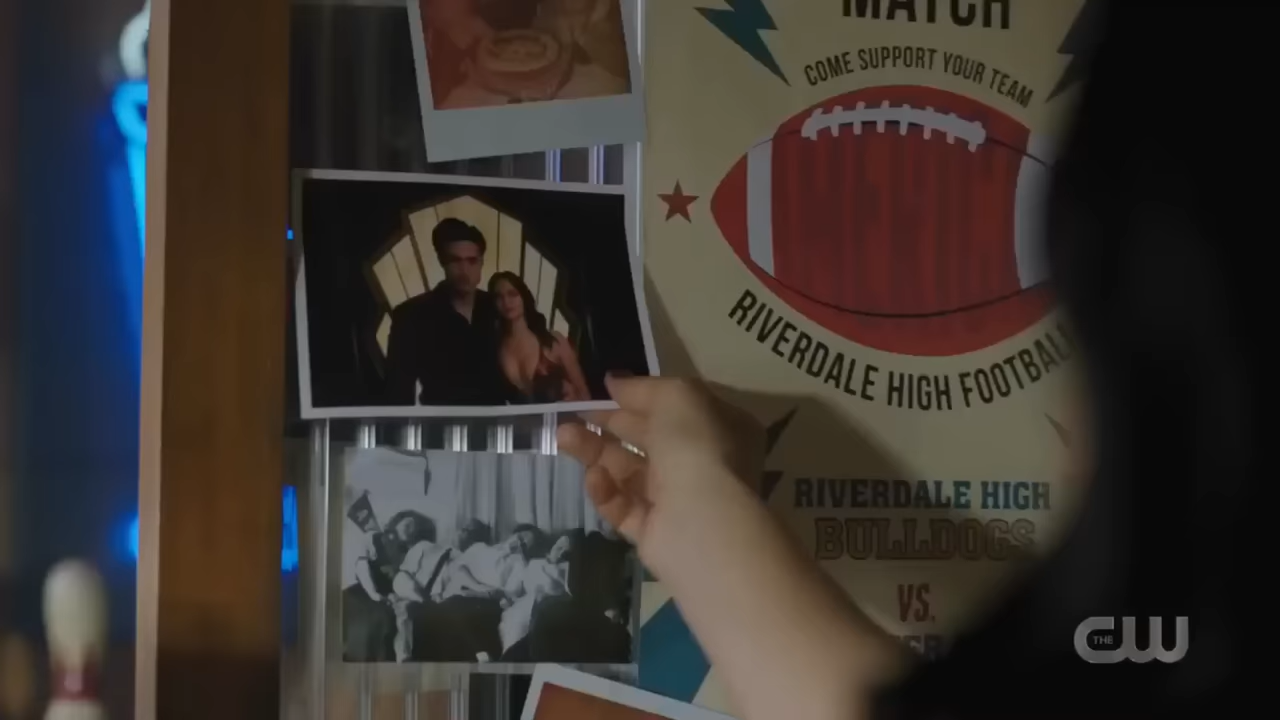 MATCH
COME SUPPORT YOUR TEAM
RIVERDALE HIGH FOOTBALL
RIVERDALE HIGH
BULLDOGS
VS.
THE CW